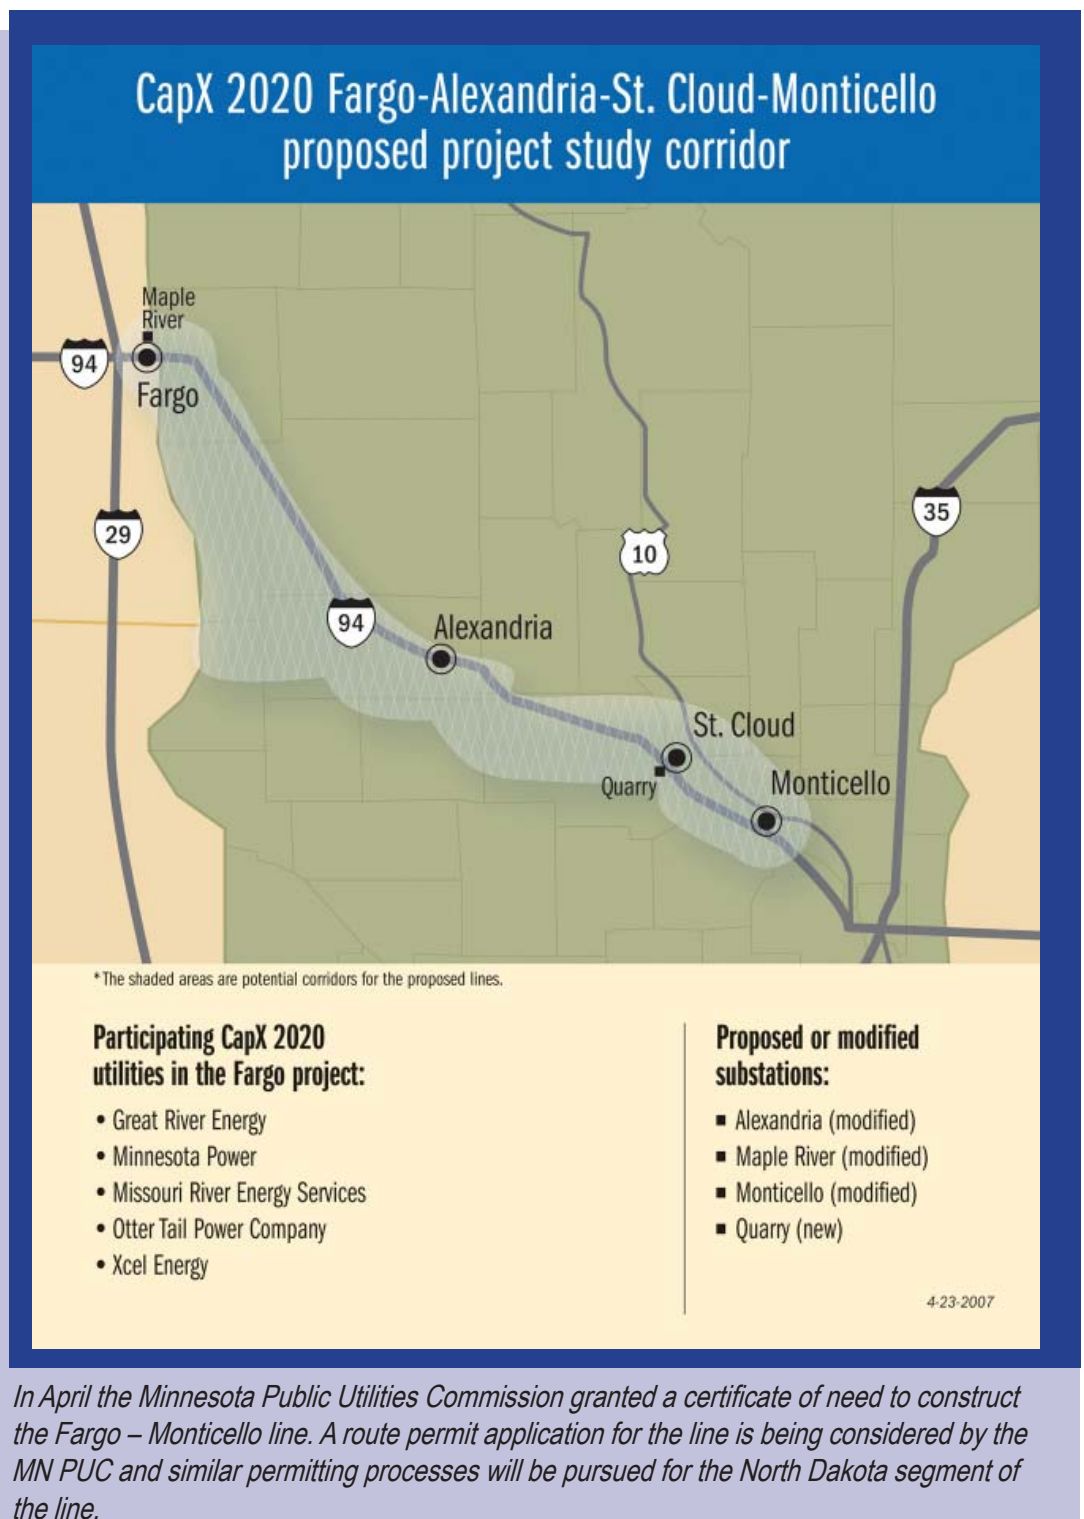 CapX 2020 Fargo-Alexandria-St. Cloud-Monticello
proposed project study corridor
Maple
River
94
Fargo
29
94
Alexandria
10
35
St. Cloud
Quarry
Monticello
* The shaded areas are potential corridors for the proposed lines.
Participating CapX 2020
utilities in the Fargo project:
• Great River Energy
• Minnesota Power
• Missouri River Energy Services
• Otter Tail Power Company
• Xcel Energy
Proposed or modified
substations:
▪ Alexandria (modified)
▪ Maple River (modified)
▪ Monticello (modified)
▪ Quarry (new)
4-23-2007
In April the Minnesota Public Utilities Commission granted a certificate of need to construct
the Fargo – Monticello line. A route permit application for the line is being considered by the
MN PUC and similar permitting processes will be pursued for the North Dakota segment of
the line.